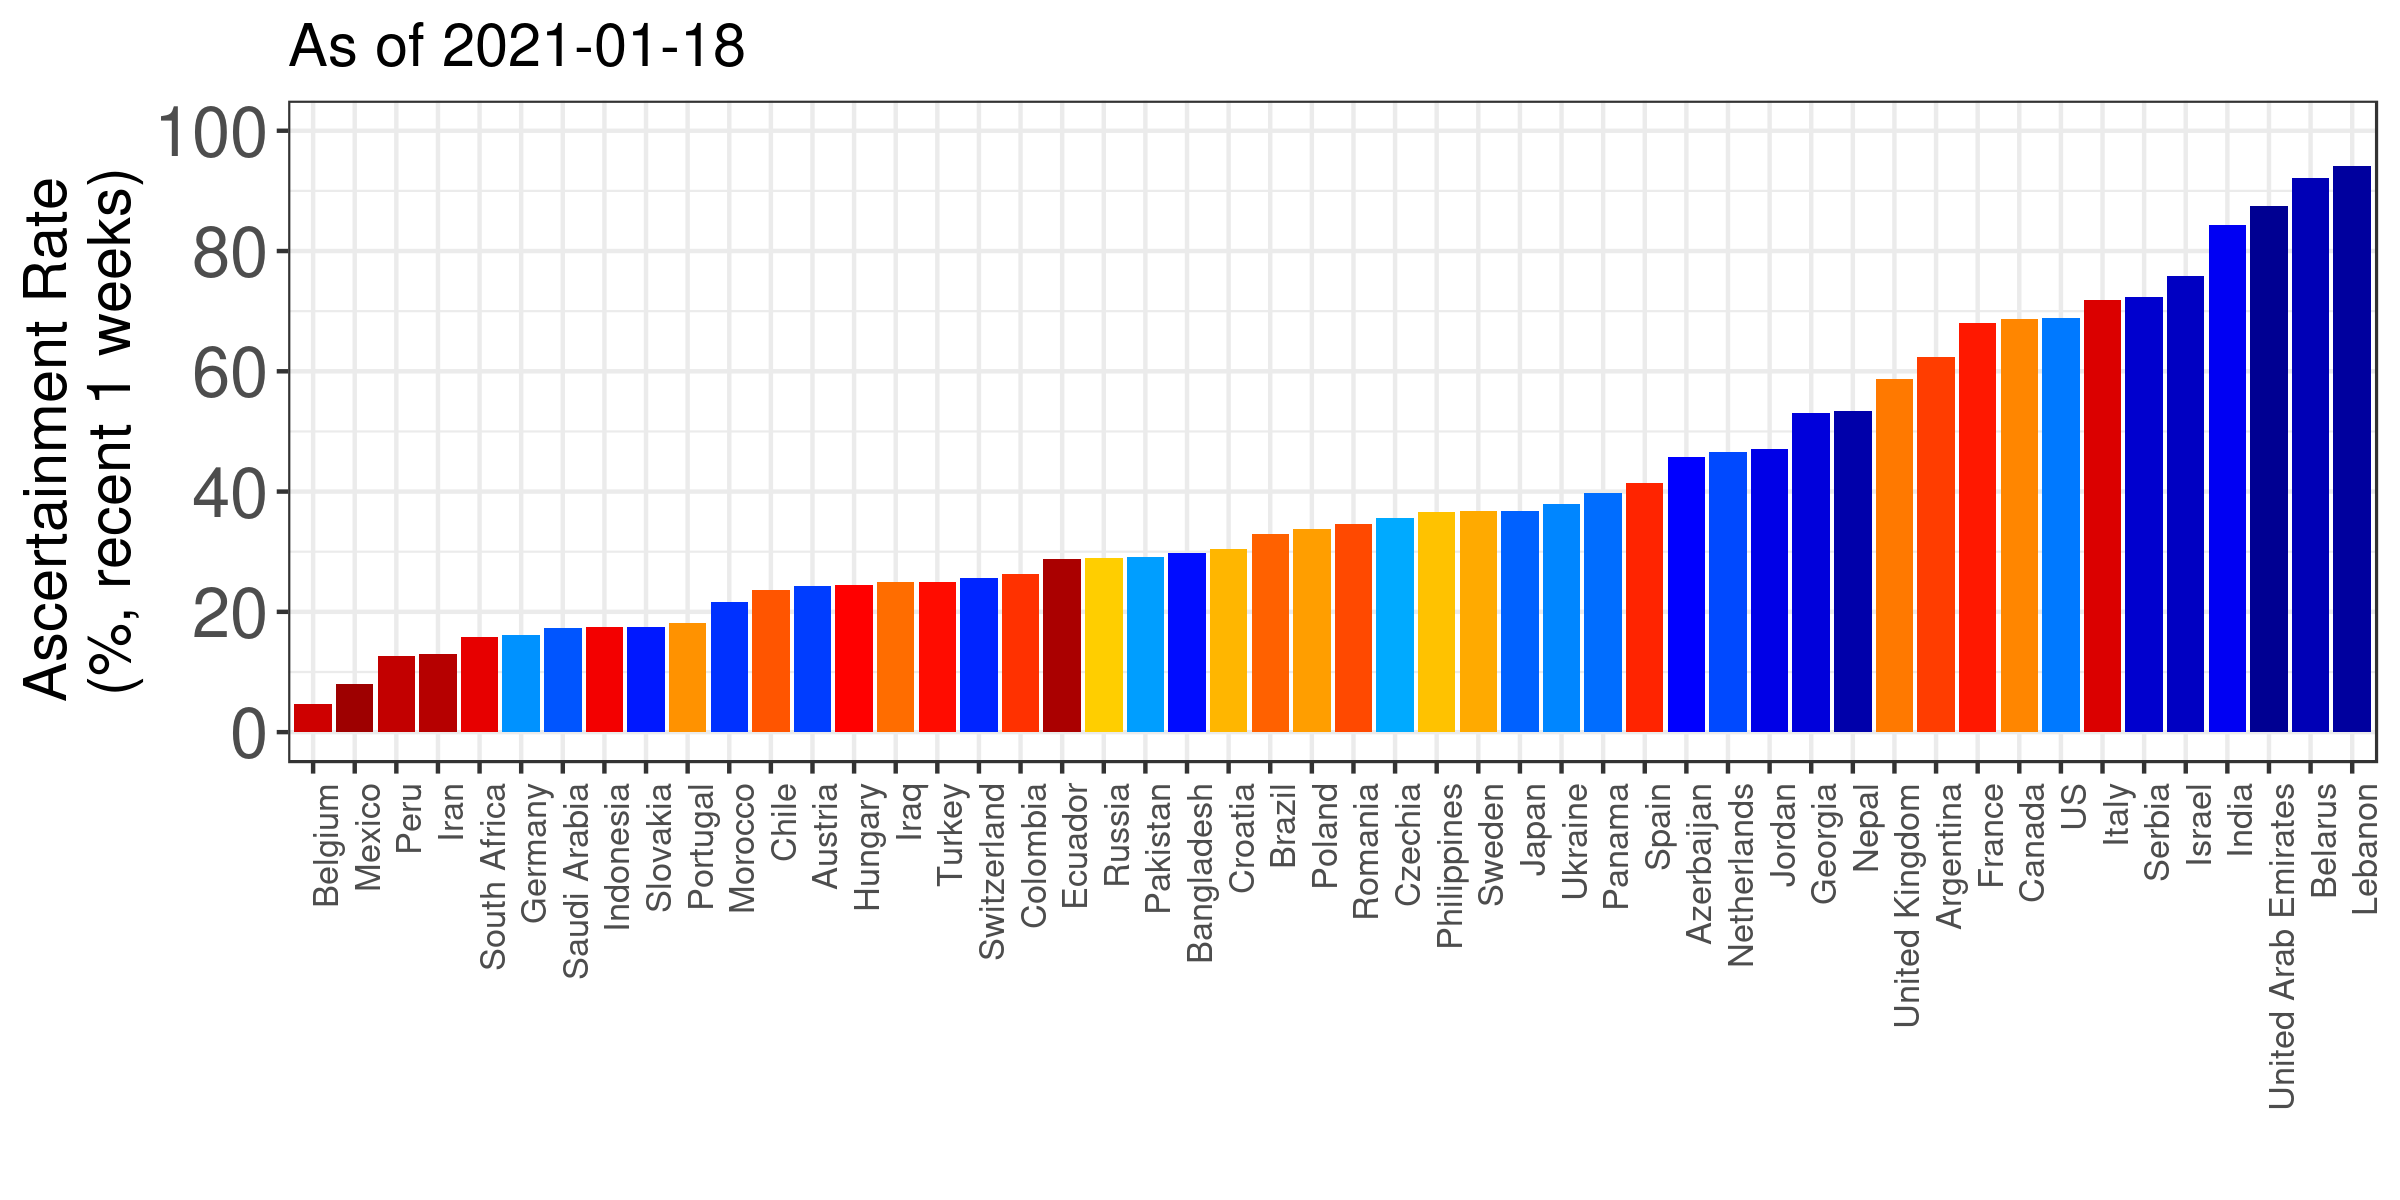 As of 2021-01-18
Ascertainment Rate
(%, recent 1 weeks)
100
80
60
40
20
0
Belgium
Mexico
Peru
Iran
South Africa
Germany
Saudi Arabia
Indonesia
Slovakia
Portugal
Morocco
Chile
Austria
Hungary
Iraq
Turkey
Switzerland
Colombia
Ecuador
Russia
Pakistan
Bangladesh
Croatia
Brazil
Poland
Romania
Czechia
Philippines
Sweden
Japan
Ukraine
Panama
Spain
Azerbaijan
Netherlands
Jordan
Georgia
Nepal
United Kingdom
Argentina
France
Canada
US
Italy
Serbia
Israel
India
United Arab Emirates
Belarus
Lebanon